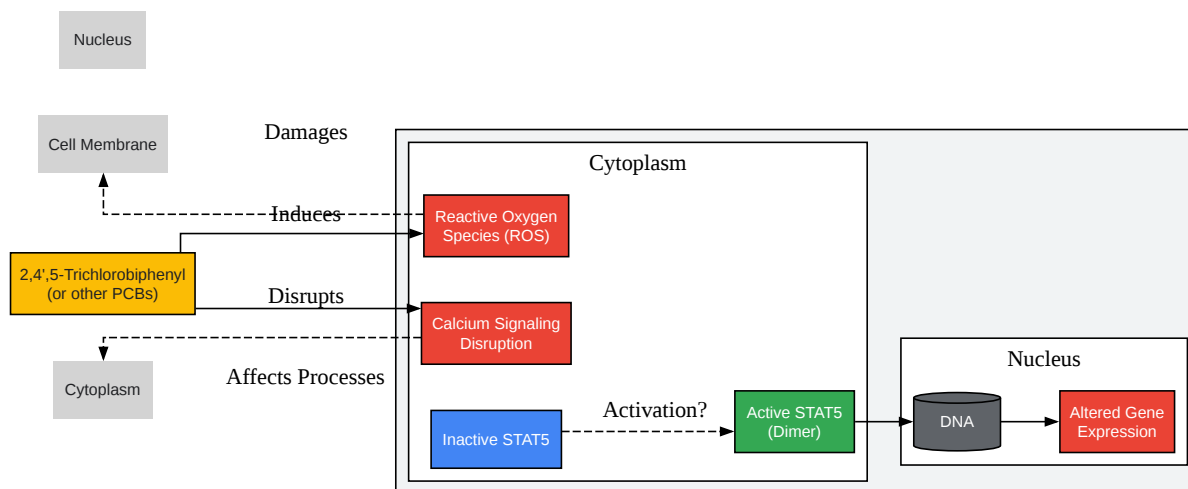 Nucleus
Cell Membrane
Damages
Cytoplasm
Induces
Reactive Oxygen
Species (ROS)
2,4',5-Trichlorobiphenyl
(or other PCBs)
Disrupts
Calcium Signaling
Disruption
Cytoplasm
Affects Processes
Nucleus
Inactive STAT5
Activation?
Active STAT5
(Dimer)
DNA
Altered Gene
Expression